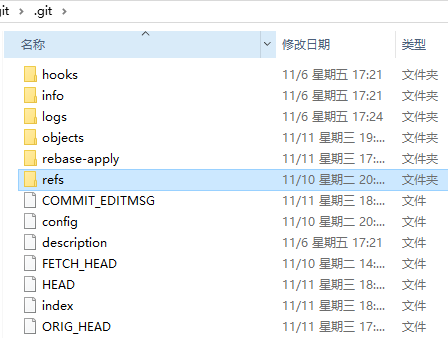 git › .git ›
名称 修改日期 类型
hooks 11/6 星期五 17:21 文件夹
info 11/6 星期五 17:21 文件夹
logs 11/6 星期五 17:24 文件夹
objects 11/11 星期三 19:... 文件夹
rebase-apply 11/11 星期三 17:... 文件夹
refs 11/10 星期二 20:... 文件夹
COMMIT_EDITMSG 11/11 星期三 18:... 文件
config 11/10 星期二 20:... 文件
description 11/6 星期五 17:21 文件
FETCH_HEAD 11/10 星期二 14:... 文件
HEAD 11/11 星期三 18:... 文件
index 11/11 星期三 18:... 文件
ORIG_HEAD 11/11 星期三 17:... 文件